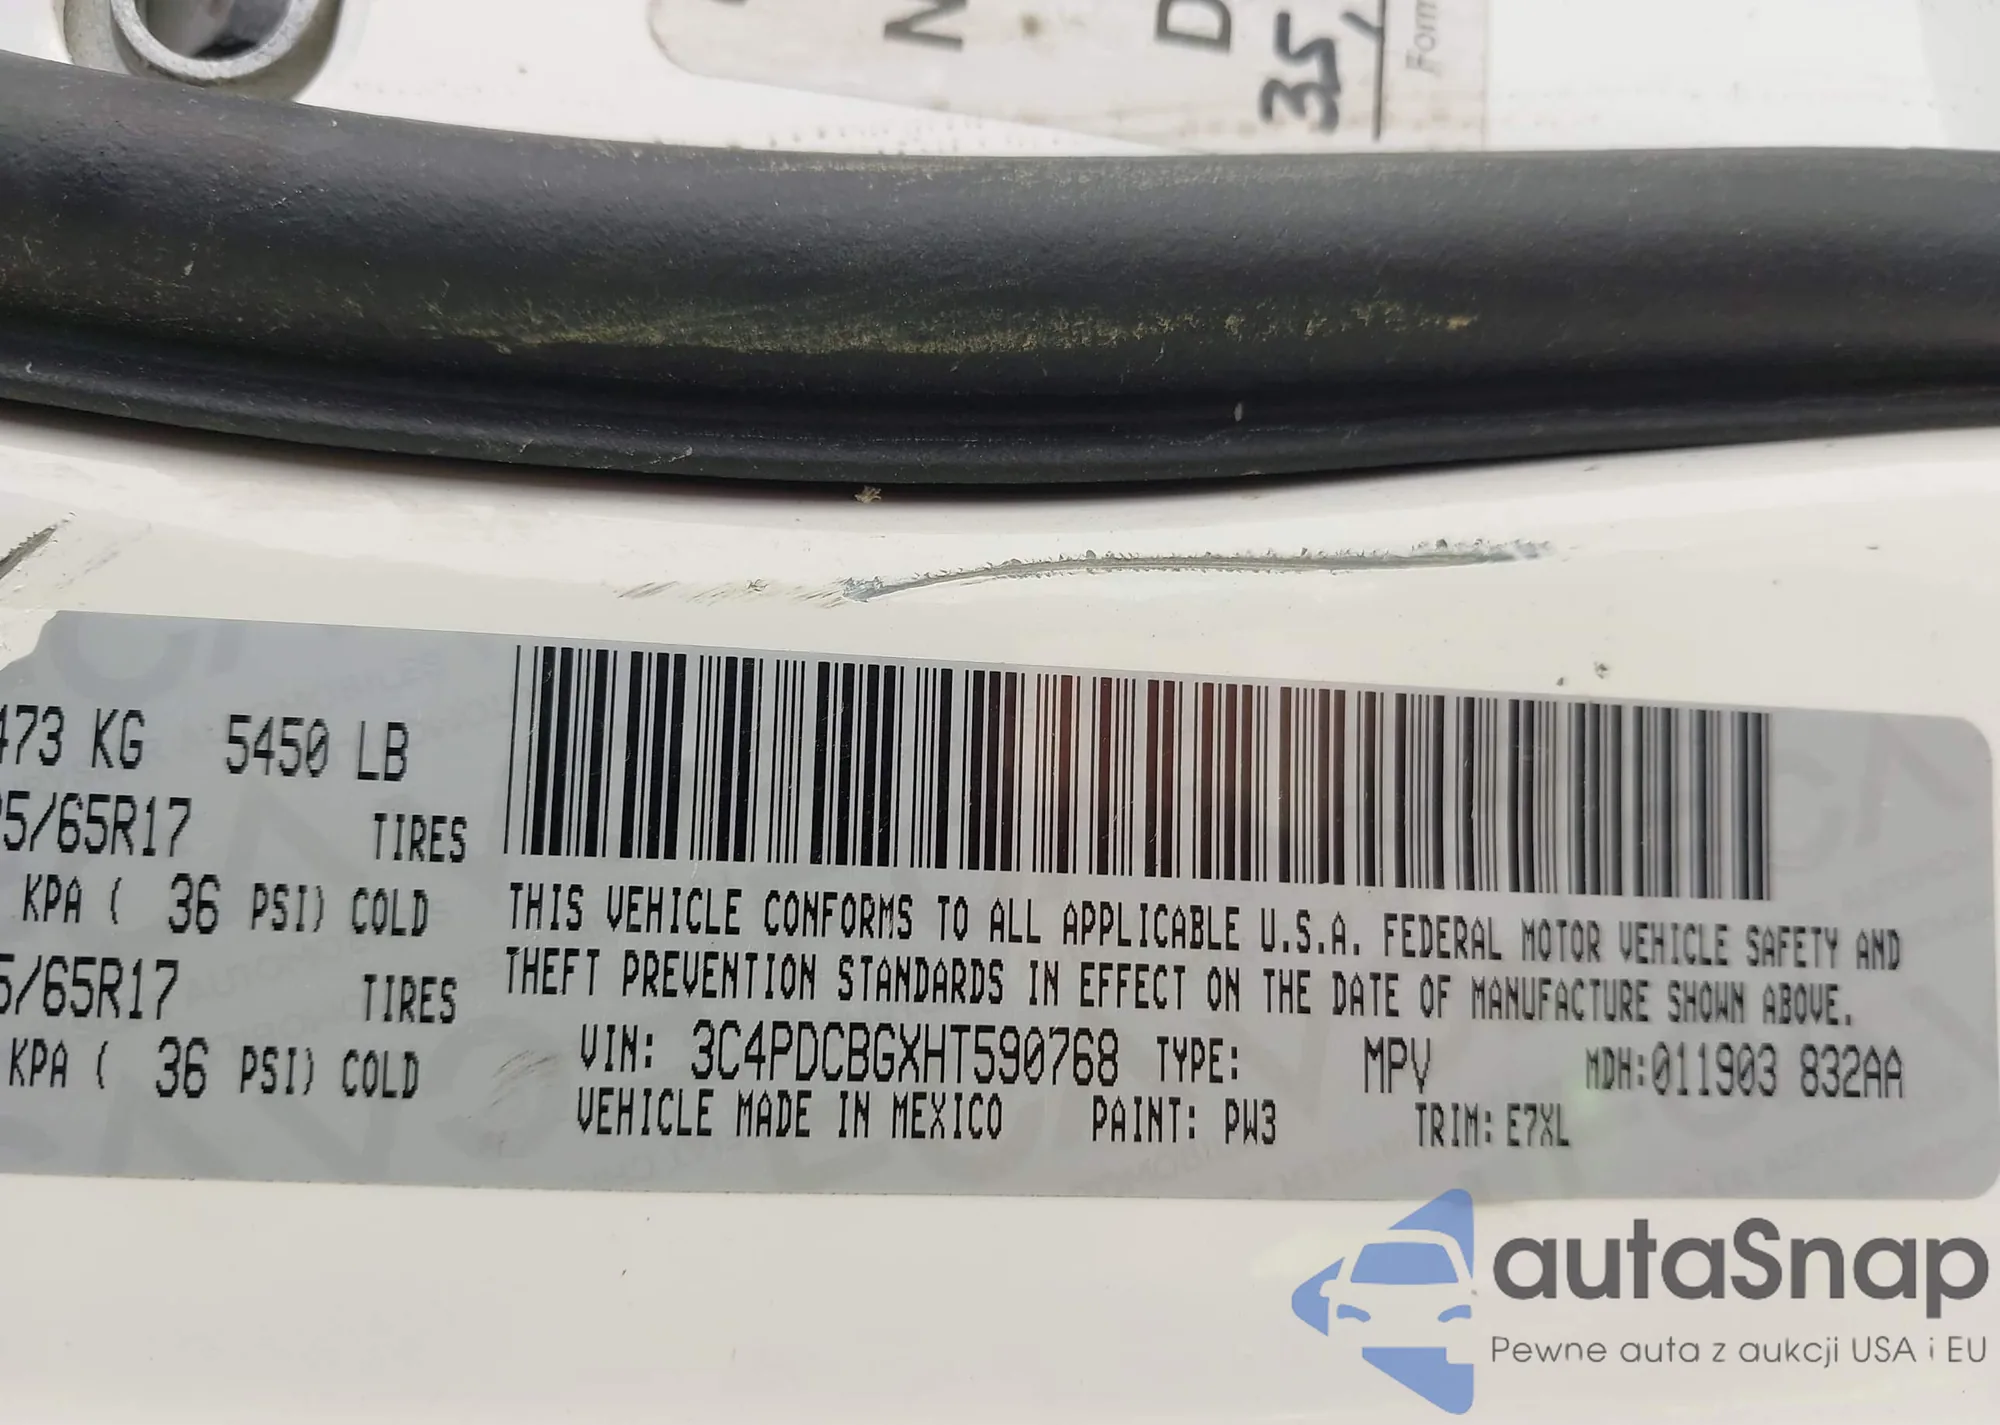 N
D
35
Form
473 KG 5450 LB
5/65R17 TIRES
KPA ( 36 PSI) COLD
5/65R17 TIRES
KPA ( 36 PSI) COLD
THIS VEHICLE CONFORMS TO ALL APPLICABLE U.S.A. FEDERAL MOTOR VEHICLE SAFETY AND
THEFT PREVENTION STANDARDS IN EFFECT ON THE DATE OF MANUFACTURE SHOWN ABOVE.
VIN: 3C4PDCBGXHT590768 TYPE: MPV MDH:011903 832AA
VEHICLE MADE IN MEXICO PAINT: PW3 TRIM: E7XL
autaSnap
Pewne auta z aukcji USA i EU